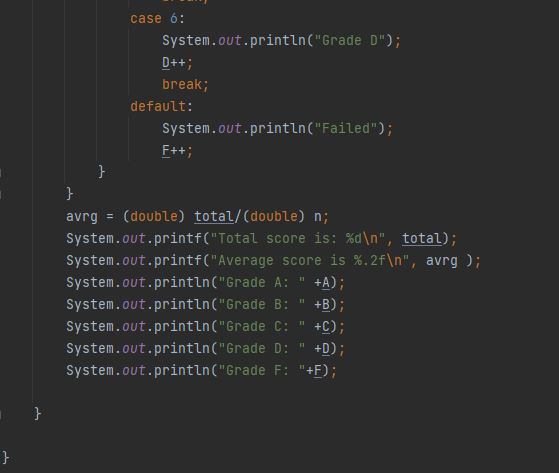 break;
case 6:
System.out.println("Grade D");
D++;
break;
default:
System.out.println("Failed");
F++;
}
}
avrg = (double) total/(double) n;
System.out.printf("Total score is: %d\n", total);
System.out.printf("Average score is %.2f\n", avrg );
System.out.println("Grade A: " +A);
System.out.println("Grade B: " +B);
System.out.println("Grade C: " +C);
System.out.println("Grade D: " +D);
System.out.println("Grade F: "+F);
}
}